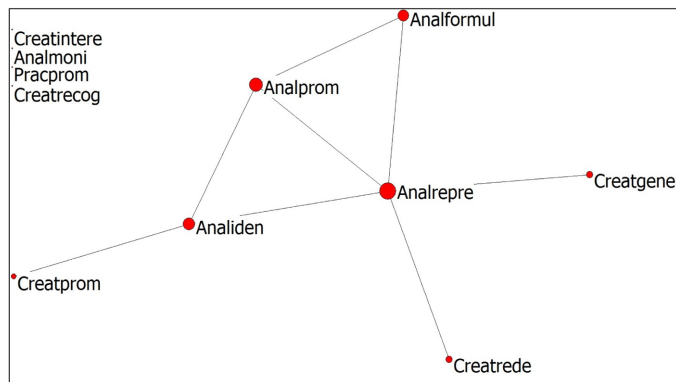 Analformul
Creatintere
Analmoni
Pracprom
Creatrecog
Analprom
Analrepre
Creatgene
Analiden
Creatprom
Creatrede